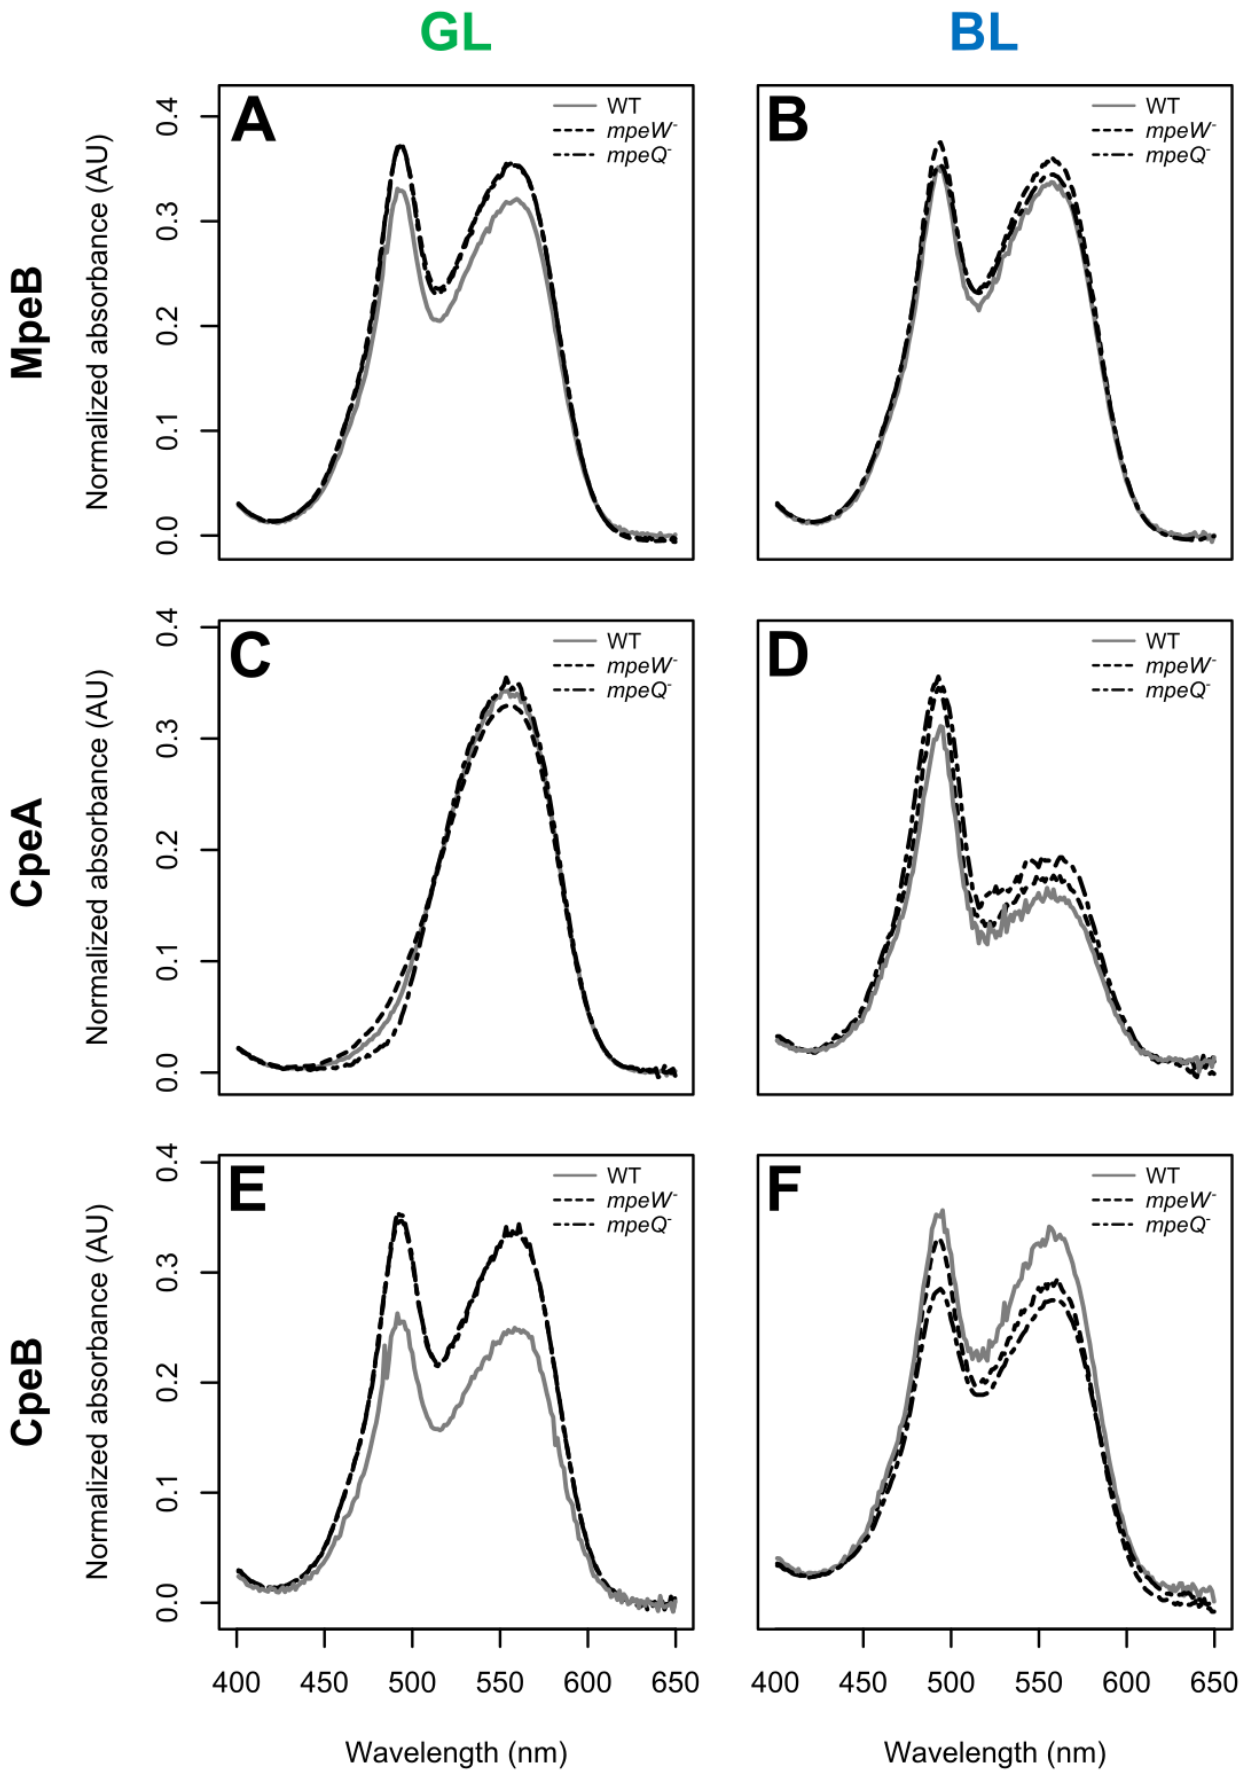 GL
BL
MpeB
Normalized absorbance (AU)
0.0
0.1
0.2
0.3
0.4
A
WT
mpeW-
mpeQ-
B
WT
mpeW-
mpeQ-
CpeA
Normalized absorbance (AU)
0.0
0.1
0.2
0.3
0.4
C
WT
mpeW-
mpeQ-
D
WT
mpeW-
mpeQ-
CpeB
Normalized absorbance (AU)
0.0
0.1
0.2
0.3
0.4
E
WT
mpeW-
mpeQ-
F
WT
mpeW-
mpeQ-
400 450 500 550 600 650
400 450 500 550 600 650
Wavelength (nm)
Wavelength (nm)